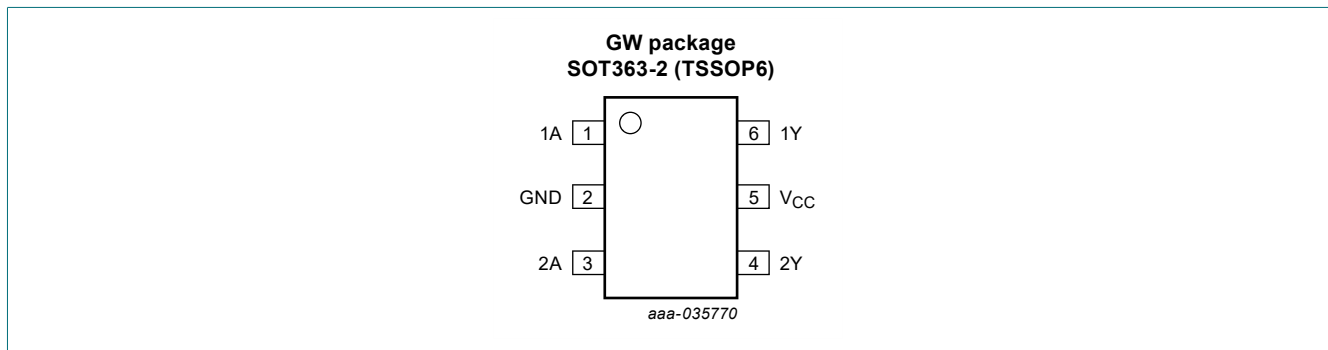 GW package
SOT363-2 (TSSOP6)
1A 1 6 1Y
GND 2 5 VCC
2A 3 4 2Y
aaa-035770